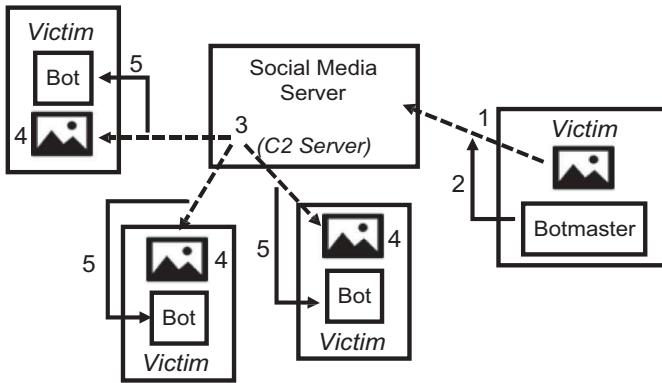 Victim
Bot
5
4
Social Media
Server
3
(C2 Server)
1
Victim
2
Botmaster
5
4
Bot
Victim
5
4
Bot
Victim